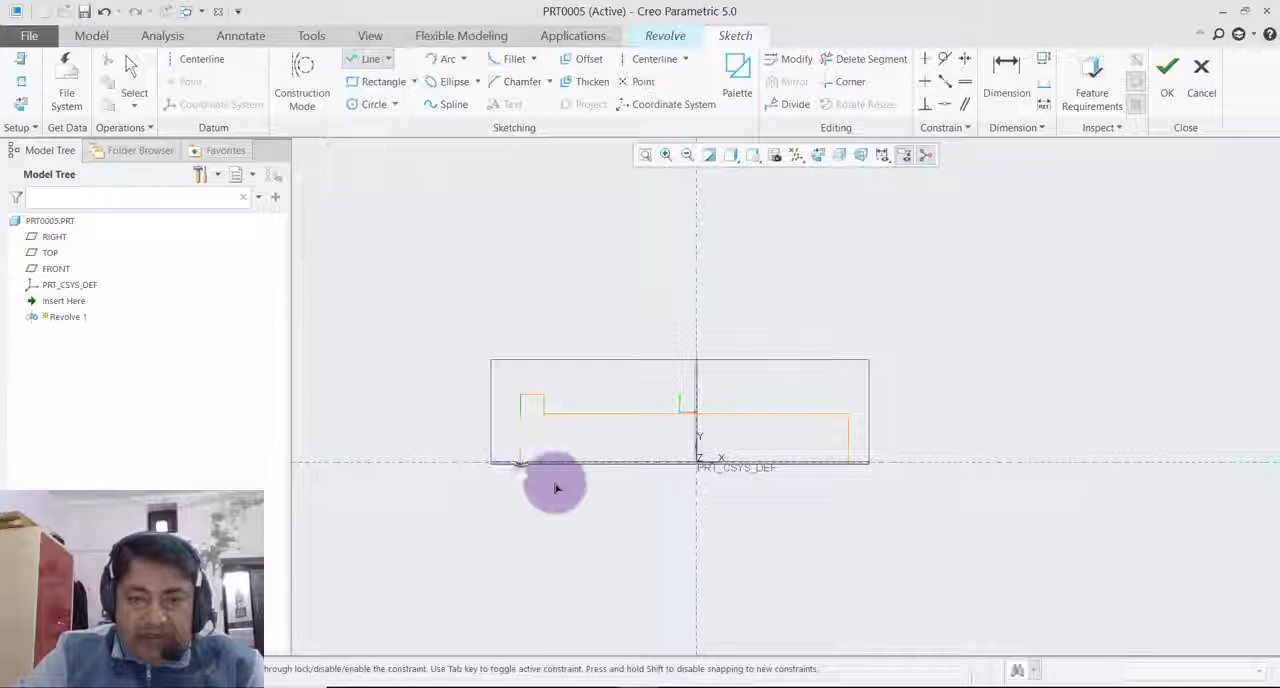 PRT0005 (Active) - Creo Parametric 5.0
File Model Analysis Annotate Tools View Flexible Modeling Applications Revolve Sketch
Centerline Line Arc Fillet Offset Centerline Modify Delete Segment
Point Rectangle Ellipse Chamfer Thicken Point Mirror Corner
Coordinate System Circle Spline Text Project Coordinate System Divide Rotate Resize
File System Select Construction Mode Palette Dimension Feature Requirements OK Cancel
Setup Get Data Operations Datum Sketching Editing Constrain Dimension Inspect Close
Model Tree Folder Browser Favorites
Model Tree
PRT0005.PRT
RIGHT
TOP
FRONT
PRT_CSYS_DEF
Insert Here
Revolve 1
Y
Z X
PRT_CSYS_DEF
through lock/disable/enable the constraint. Use Tab key to toggle active constraint. Press and hold Shift to disable snapping to new constraints.